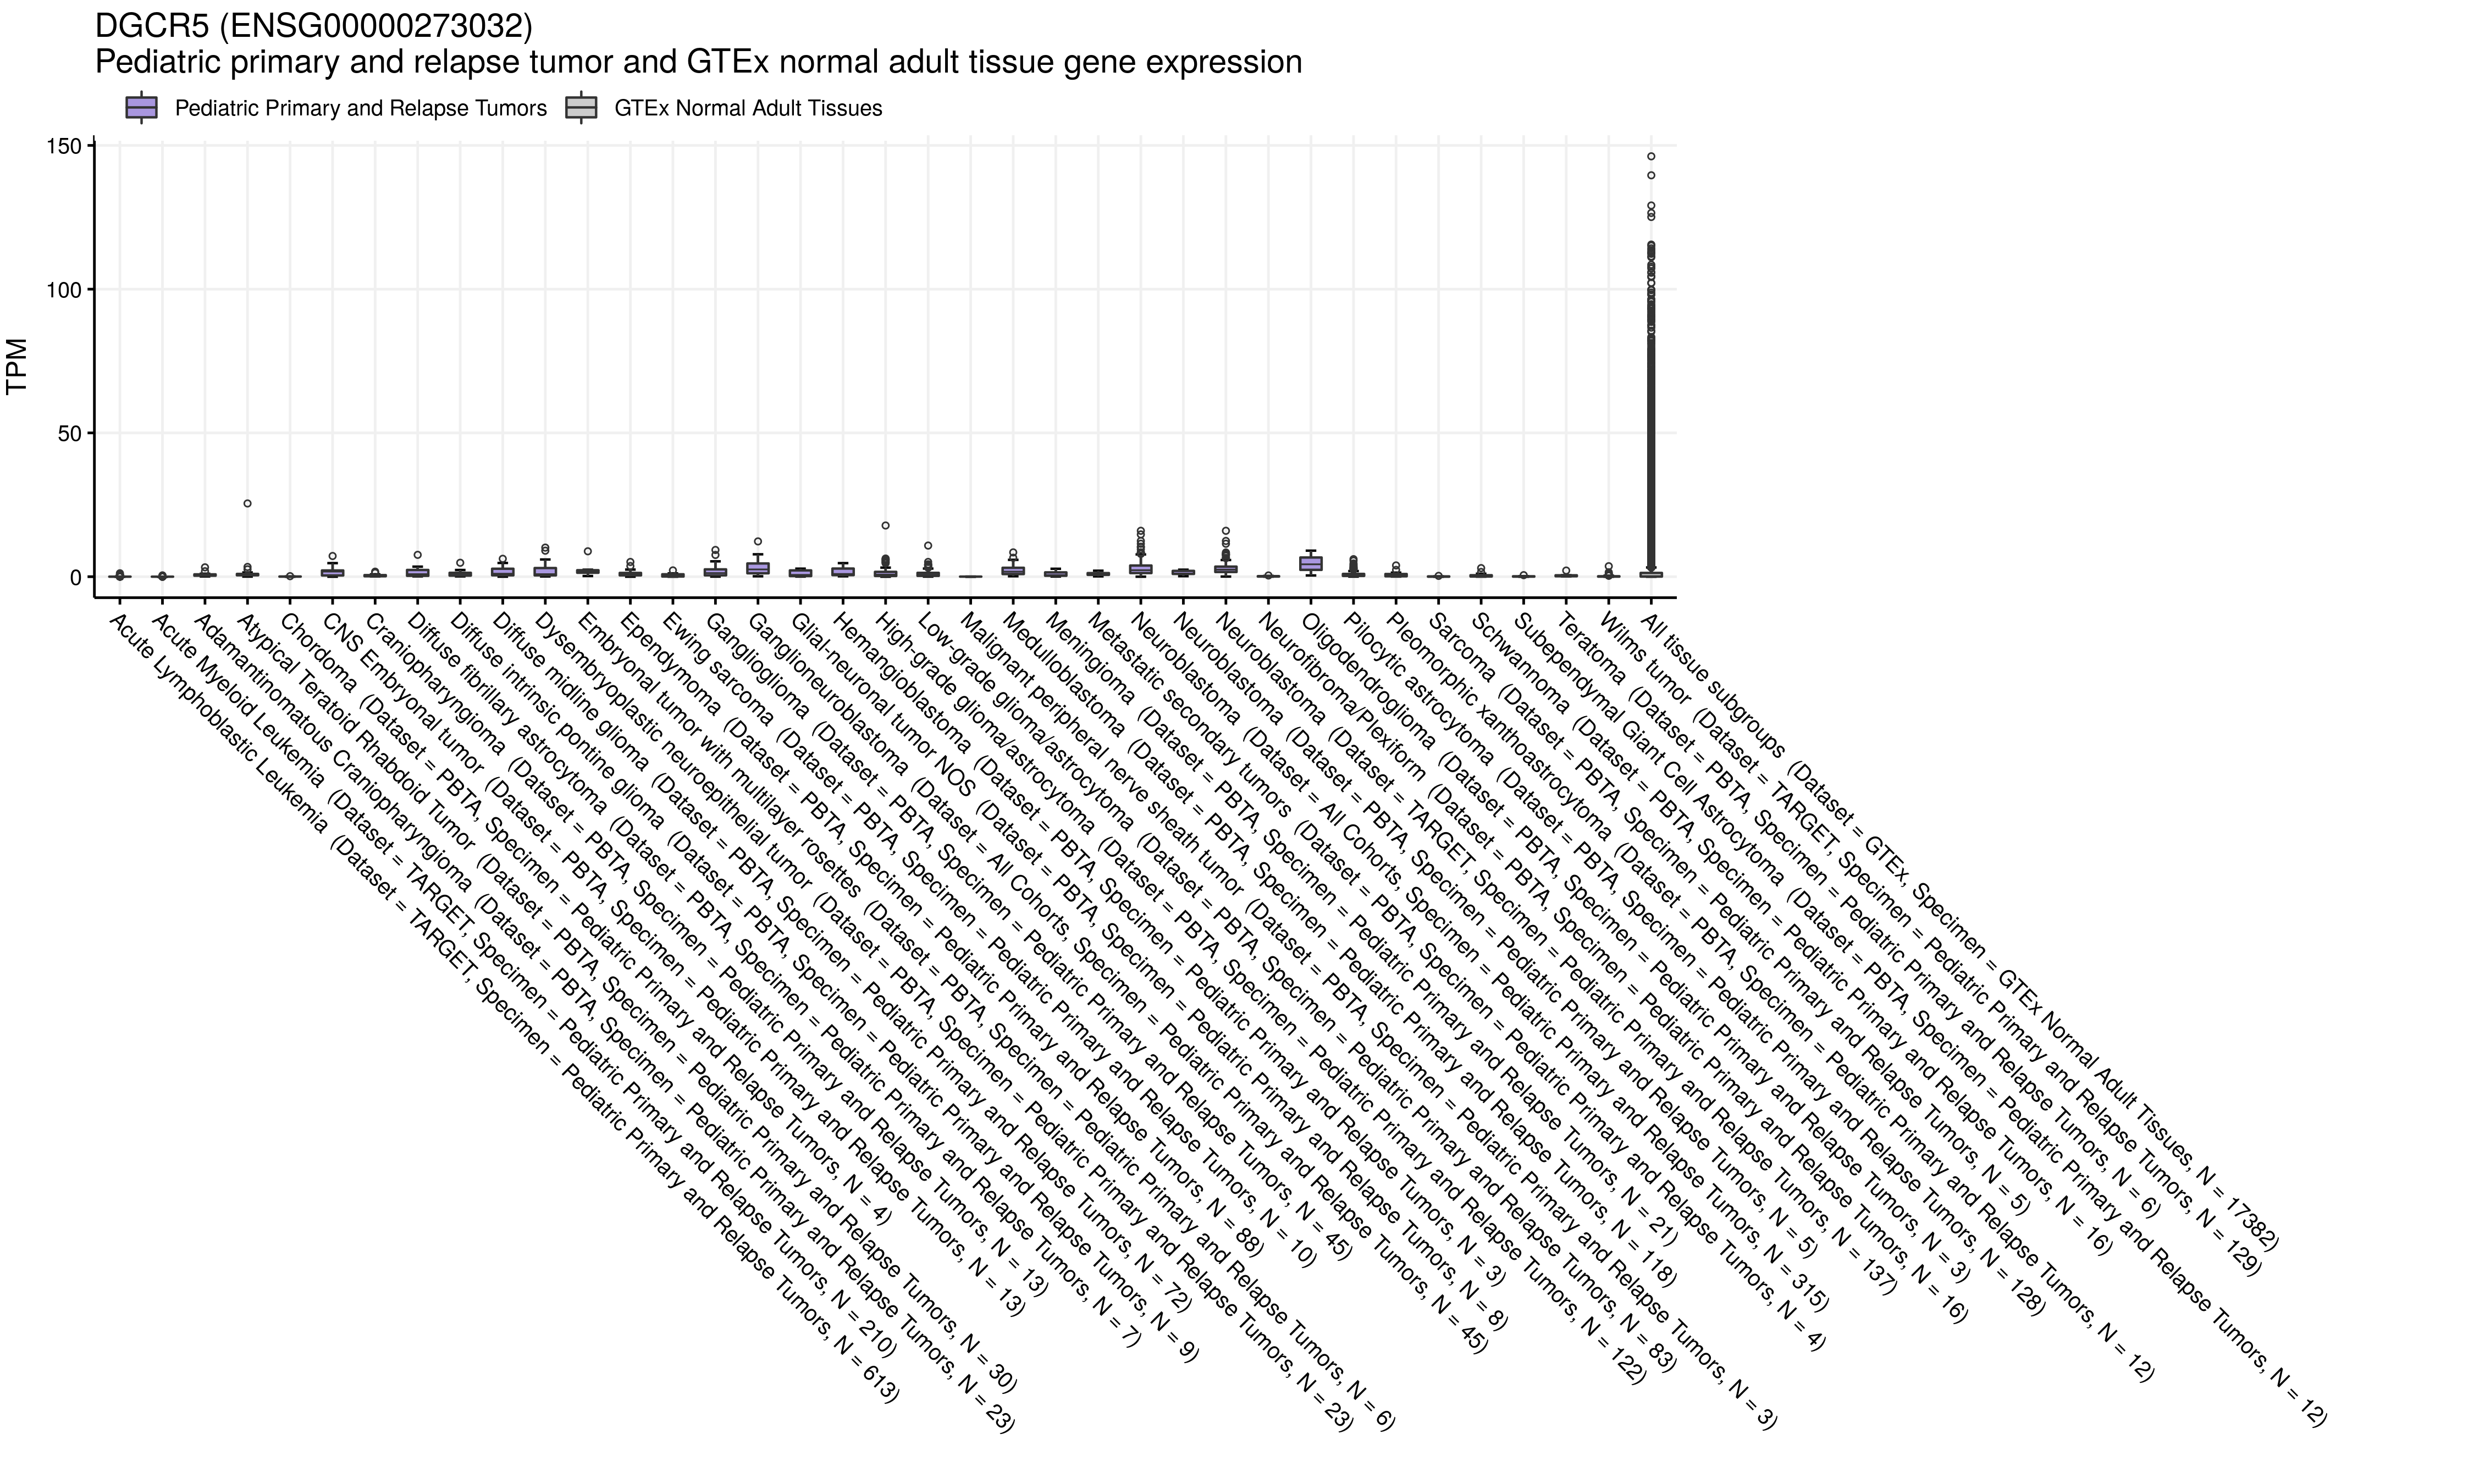 DGCR5 (ENSG00000273032)
Pediatric primary and relapse tumor and GTEx normal adult tissue gene expression
Pediatric Primary and Relapse Tumors
GTEx Normal Adult Tissues
TPM
150
100
50
0
Acute Lymphoblastic Leukemia (Dataset = TARGET, Specimen = Pediatric Primary and Relapse Tumors, N = 613)
Acute Myeloid Leukemia (Dataset = TARGET, Specimen = Pediatric Primary and Relapse Tumors, N = 210)
Adamantinomatous Craniopharyngioma (Dataset = PBTA, Specimen = Pediatric Primary and Relapse Tumors, N = 23)
Atypical Teratoid Rhabdoid Tumor (Dataset = PBTA, Specimen = Pediatric Primary and Relapse Tumors, N = 30)
Chordoma (Dataset = PBTA, Specimen = Pediatric Primary and Relapse Tumors, N = 4)
CNS Embryonal tumor (Dataset = PBTA, Specimen = Pediatric Primary and Relapse Tumors, N = 13)
Craniopharyngioma (Dataset = PBTA, Specimen = Pediatric Primary and Relapse Tumors, N = 13)
Diffuse fibrillary astrocytoma (Dataset = PBTA, Specimen = Pediatric Primary and Relapse Tumors, N = 7)
Diffuse intrinsic pontine glioma (Dataset = PBTA, Specimen = Pediatric Primary and Relapse Tumors, N = 9)
Diffuse midline glioma (Dataset = PBTA, Specimen = Pediatric Primary and Relapse Tumors, N = 72)
Dysembryoplastic neuroepithelial tumor (Dataset = PBTA, Specimen = Pediatric Primary and Relapse Tumors, N = 23)
Embryonal tumor with multilayer rosettes (Dataset = PBTA, Specimen = Pediatric Primary and Relapse Tumors, N = 6)
Ependymoma (Dataset = PBTA, Specimen = Pediatric Primary and Relapse Tumors, N = 88)
Ewing sarcoma (Dataset = PBTA, Specimen = Pediatric Primary and Relapse Tumors, N = 10)
Ganglioglioma (Dataset = PBTA, Specimen = Pediatric Primary and Relapse Tumors, N = 45)
Ganglioneuroblastoma (Dataset = All Cohorts, Specimen = Pediatric Primary and Relapse Tumors, N = 45)
Glial-neuronal tumor NOS (Dataset = PBTA, Specimen = Pediatric Primary and Relapse Tumors, N = 8)
Hemangioblastoma (Dataset = PBTA, Specimen = Pediatric Primary and Relapse Tumors, N = 3)
High-grade glioma/astrocytoma (Dataset = PBTA, Specimen = Pediatric Primary and Relapse Tumors, N = 122)
Low-grade glioma/astrocytoma (Dataset = PBTA, Specimen = Pediatric Primary and Relapse Tumors, N = 83)
Malignant peripheral nerve sheath tumor (Dataset = PBTA, Specimen = Pediatric Primary and Relapse Tumors, N = 3)
Medulloblastoma (Dataset = PBTA, Specimen = Pediatric Primary and Relapse Tumors, N = 118)
Meningioma (Dataset = PBTA, Specimen = Pediatric Primary and Relapse Tumors, N = 21)
Metastatic secondary tumors (Dataset = PBTA, Specimen = Pediatric Primary and Relapse Tumors, N = 4)
Neuroblastoma (Dataset = All Cohorts, Specimen = Pediatric Primary and Relapse Tumors, N = 315)
Neuroblastoma (Dataset = PBTA, Specimen = Pediatric Primary and Relapse Tumors, N = 5)
Neuroblastoma (Dataset = TARGET, Specimen = Pediatric Primary and Relapse Tumors, N = 137)
Neurofibroma/Plexiform (Dataset = PBTA, Specimen = Pediatric Primary and Relapse Tumors, N = 16)
Oligodendroglioma (Dataset = PBTA, Specimen = Pediatric Primary and Relapse Tumors, N = 3)
Pilocytic astrocytoma (Dataset = PBTA, Specimen = Pediatric Primary and Relapse Tumors, N = 128)
Pleomorphic xanthoastrocytoma (Dataset = PBTA, Specimen = Pediatric Primary and Relapse Tumors, N = 12)
Sarcoma (Dataset = PBTA, Specimen = Pediatric Primary and Relapse Tumors, N = 5)
Schwannoma (Dataset = PBTA, Specimen = Pediatric Primary and Relapse Tumors, N = 16)
Subependymal Giant Cell Astrocytoma (Dataset = PBTA, Specimen = Pediatric Primary and Relapse Tumors, N = 12)
Teratoma (Dataset = PBTA, Specimen = Pediatric Primary and Relapse Tumors, N = 6)
Wilms tumor (Dataset = TARGET, Specimen = Pediatric Primary and Relapse Tumors, N = 129)
All tissue subgroups (Dataset = GTEx, Specimen = GTEx Normal Adult Tissues, N = 17382)